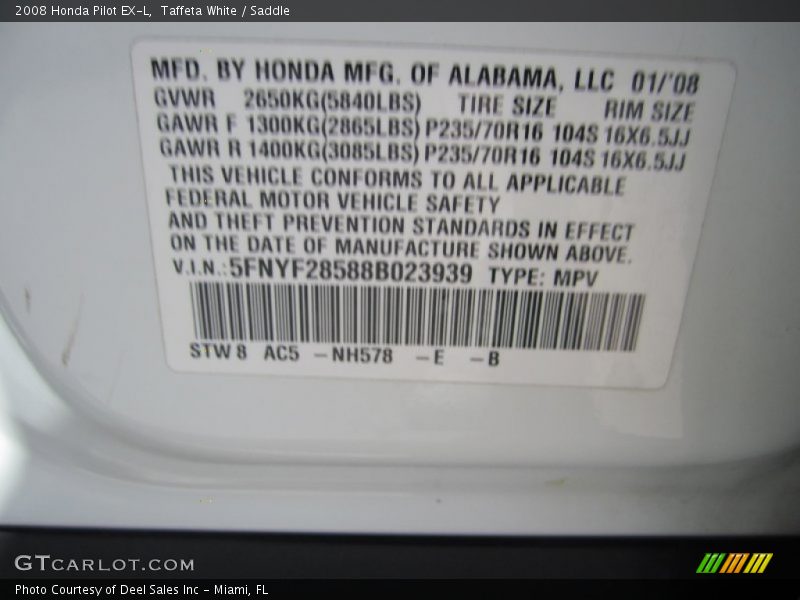 2008 Honda Pilot EX-L, Taffeta White / Saddle
MFD. BY HONDA MFG. OF ALABAMA, LLC 01/'08
GVWR 2650KG(5840LBS) TIRE SIZE RIM SIZE
GAWR F 1300KG(2865LBS) P235/70R16 104S 16X6.5JJ
GAWR R 1400KG(3085LBS) P235/70R16 104S 16X6.5JJ
THIS VEHICLE CONFORMS TO ALL APPLICABLE
FEDERAL MOTOR VEHICLE SAFETY
AND THEFT PREVENTION STANDARDS IN EFFECT
ON THE DATE OF MANUFACTURE SHOWN ABOVE.
V.I.N.:5FNYF28588B023939 TYPE: MPV
STW8 AC5 -NH578 -E -B
GTCARLOT.COM
Photo Courtesy of Deel Sales Inc - Miami, FL